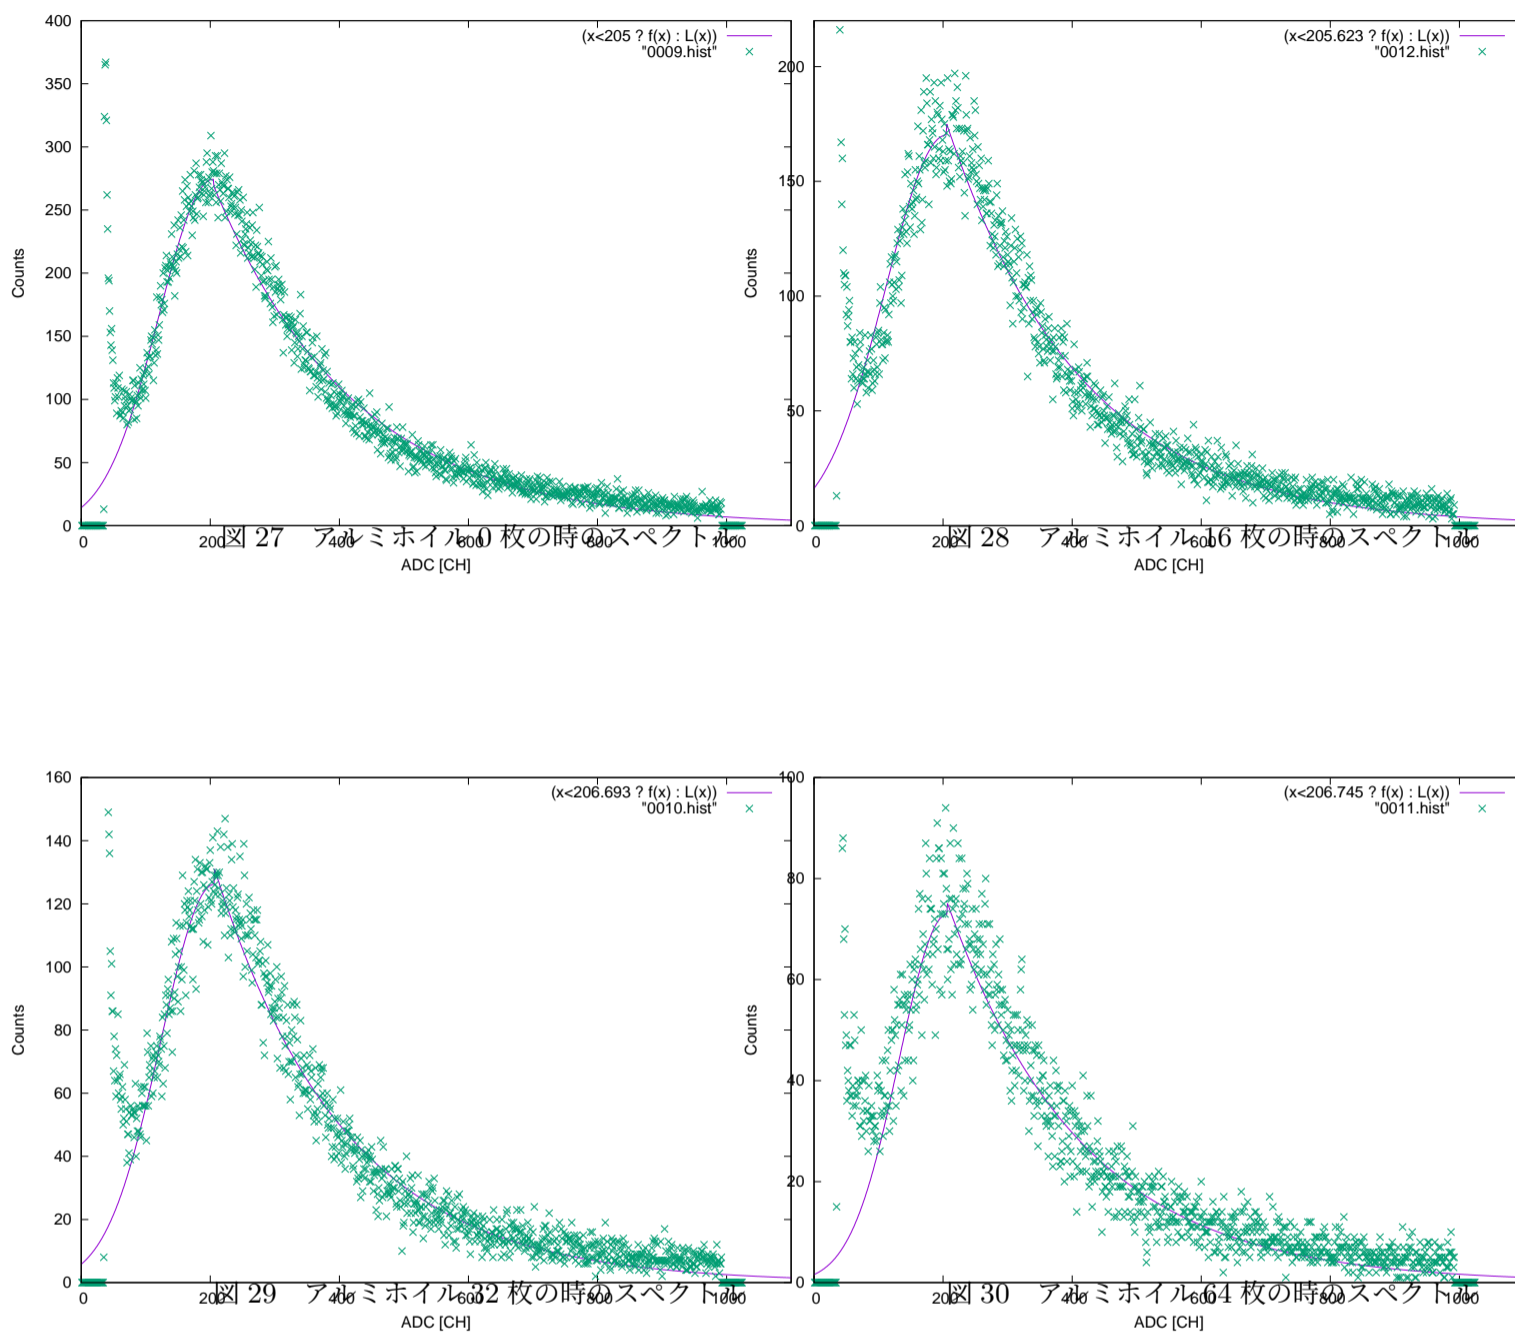 400
350
300
250
200
150
100
50
0
Counts
(x<205 ? f(x) : L(x))
"0009.hist"
0 200 400 600 800 1000
図 27 アルミホイル 0 枚の時のスペクトル
ADC [CH]
200
150
100
50
0
Counts
(x<205.623 ? f(x) : L(x))
"0012.hist"
0 200 400 600 800 1000
図 28 アルミホイル 16 枚の時のスペクトル
ADC [CH]
160
140
120
100
80
60
40
20
0
Counts
(x<206.693 ? f(x) : L(x))
"0010.hist"
0 200 400 600 800 1000
図 29 アルミホイル 32 枚の時のスペクトル
ADC [CH]
100
80
60
40
20
0
Counts
(x<206.745 ? f(x) : L(x))
"0011.hist"
0 200 400 600 800 1000
図 30 アルミホイル 64 枚の時のスペクトル
ADC [CH]